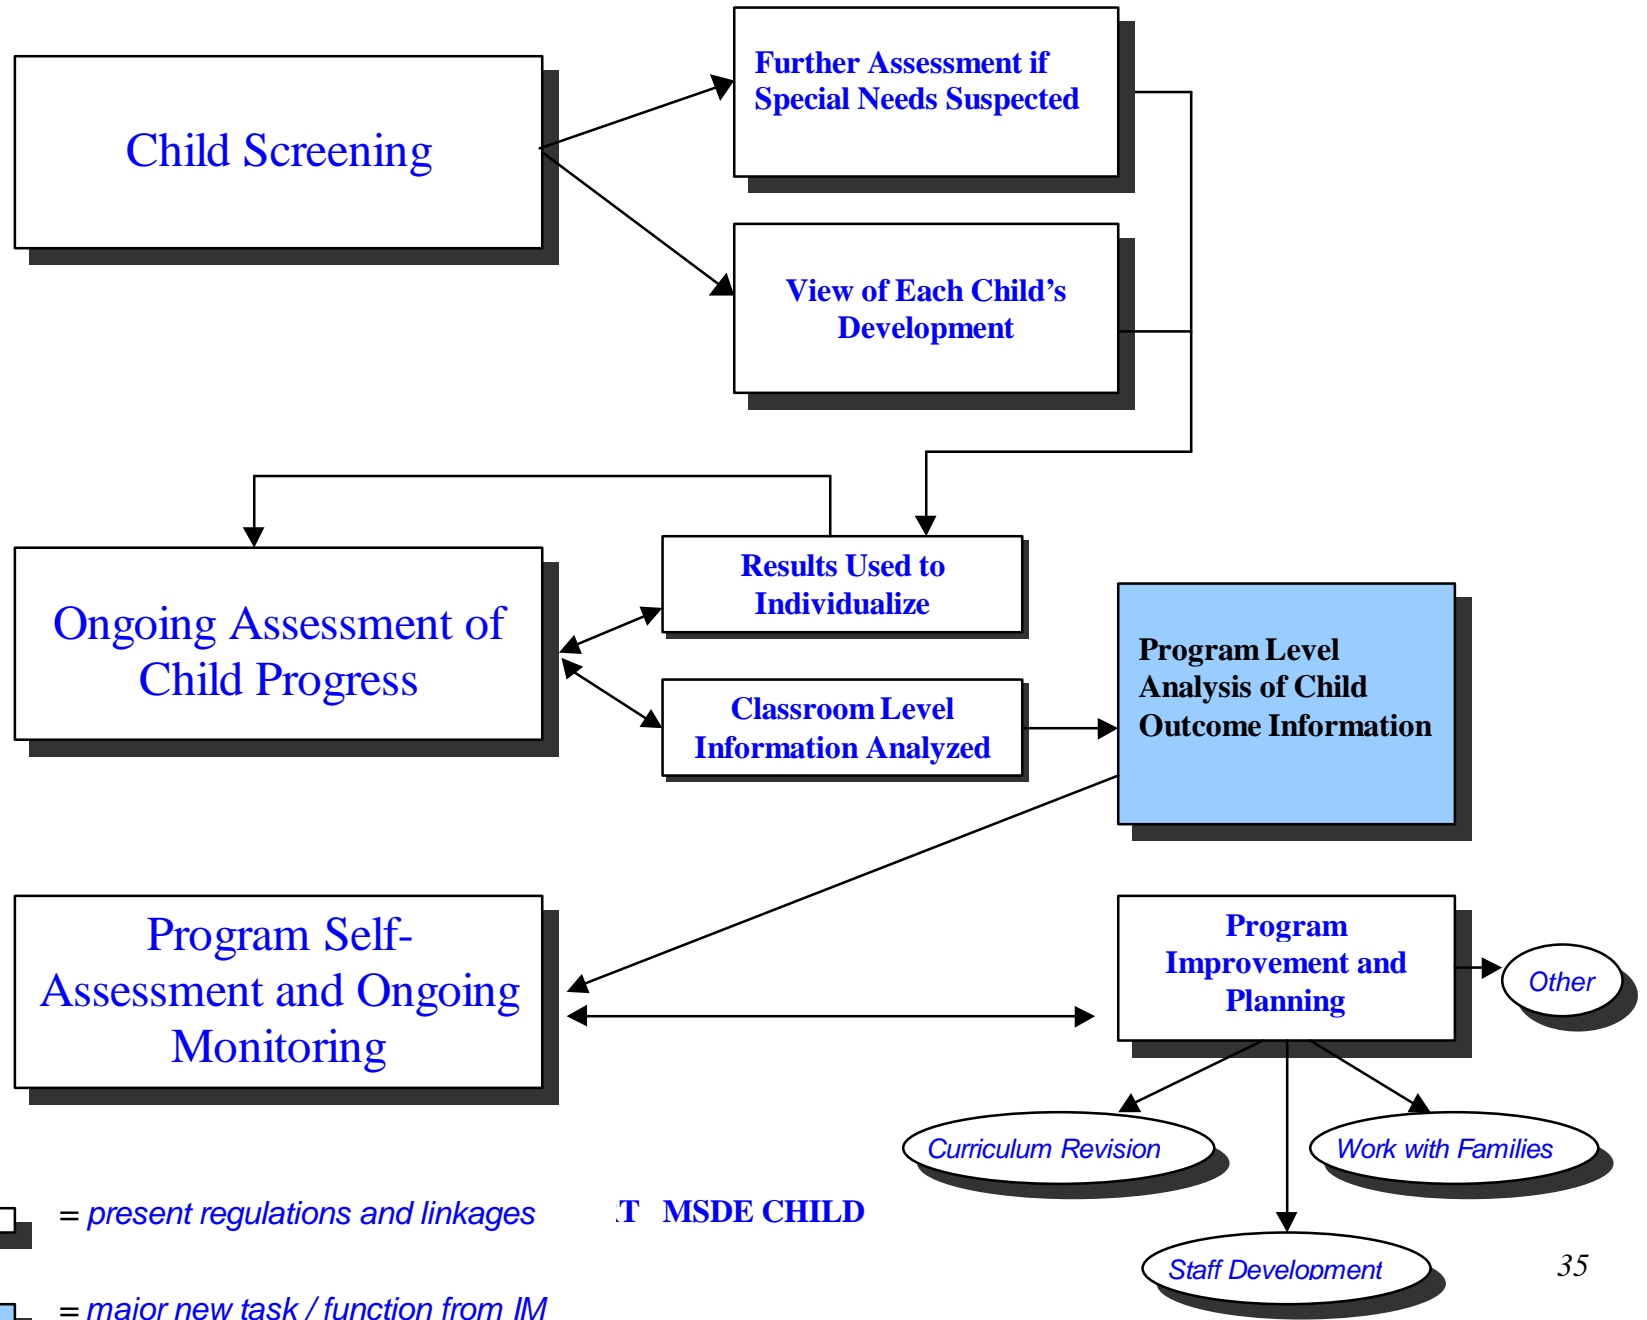 Further Assessment if
Special Needs Suspected
Child Screening
View of Each Child’s
Development
Results Used to
Individualize
Ongoing Assessment of
Child Progress
Program Level
Analysis of Child
Outcome Information
Classroom Level
Information Analyzed
Program Self-
Assessment and Ongoing
Monitoring
Program
Improvement and
Planning
Other
Curriculum Revision
Work with Families
= present regulations and linkages
MSDE CHILD
Staff Development
35
= major new task / function from IM